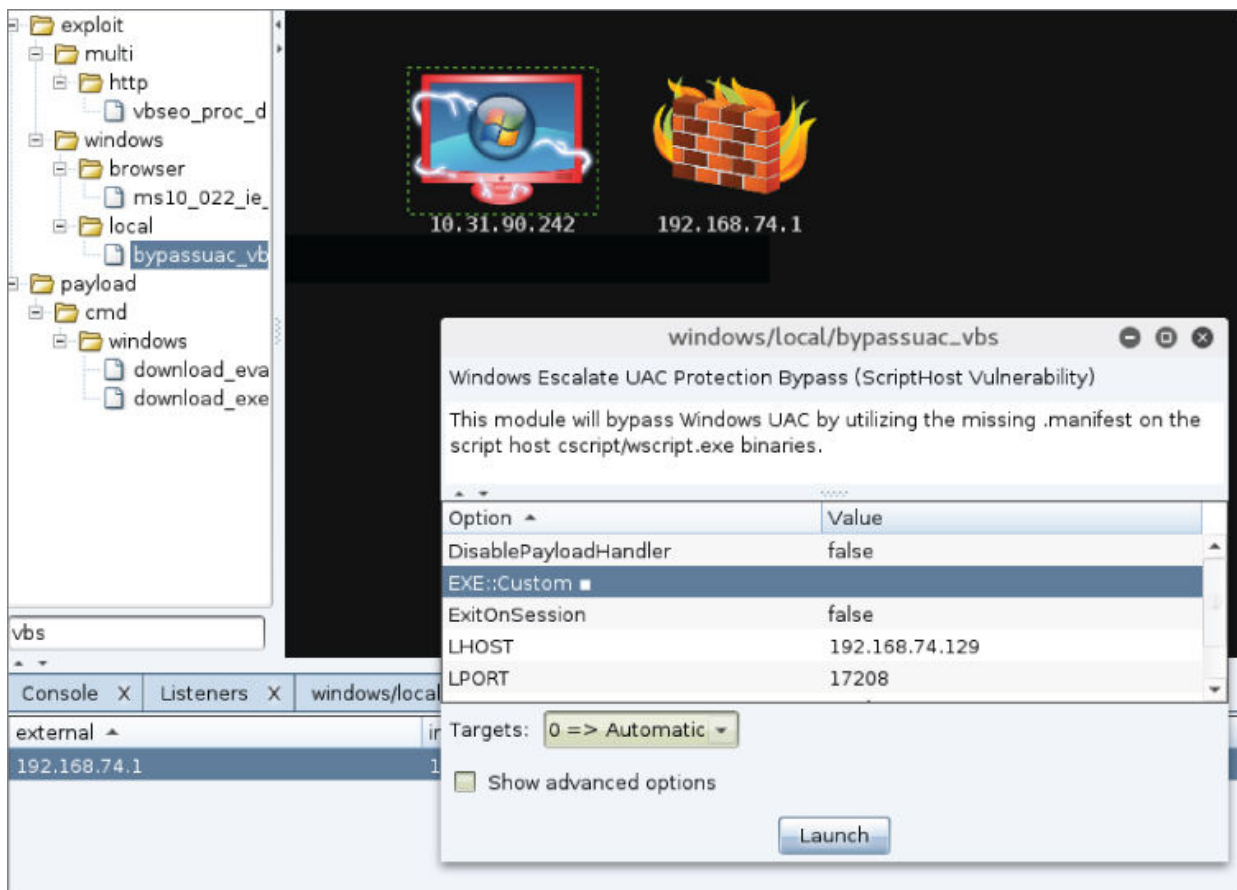 exploit
multi
http
vbseo_proc_d
windows
browser
ms10_022_ie_
local
bypassuac_vb
payload
cmd
windows
download_eva
download_exe
vbs
10.31.90.242
192.168.74.1
windows/local/bypassuac_vbs
Windows Escalate UAC Protection Bypass (ScriptHost Vulnerability)
This module will bypass Windows UAC by utilizing the missing .manifest on the
script host cscript/wscript.exe binaries.
Option Value
DisablePayloadHandler false
EXE::Custom
ExitOnSession false
LHOST 192.168.74.129
LPORT 17208
Targets: 0 => Automatic
Show advanced options
Launch
Console X Listeners X windows/local
external in
192.168.74.1 1